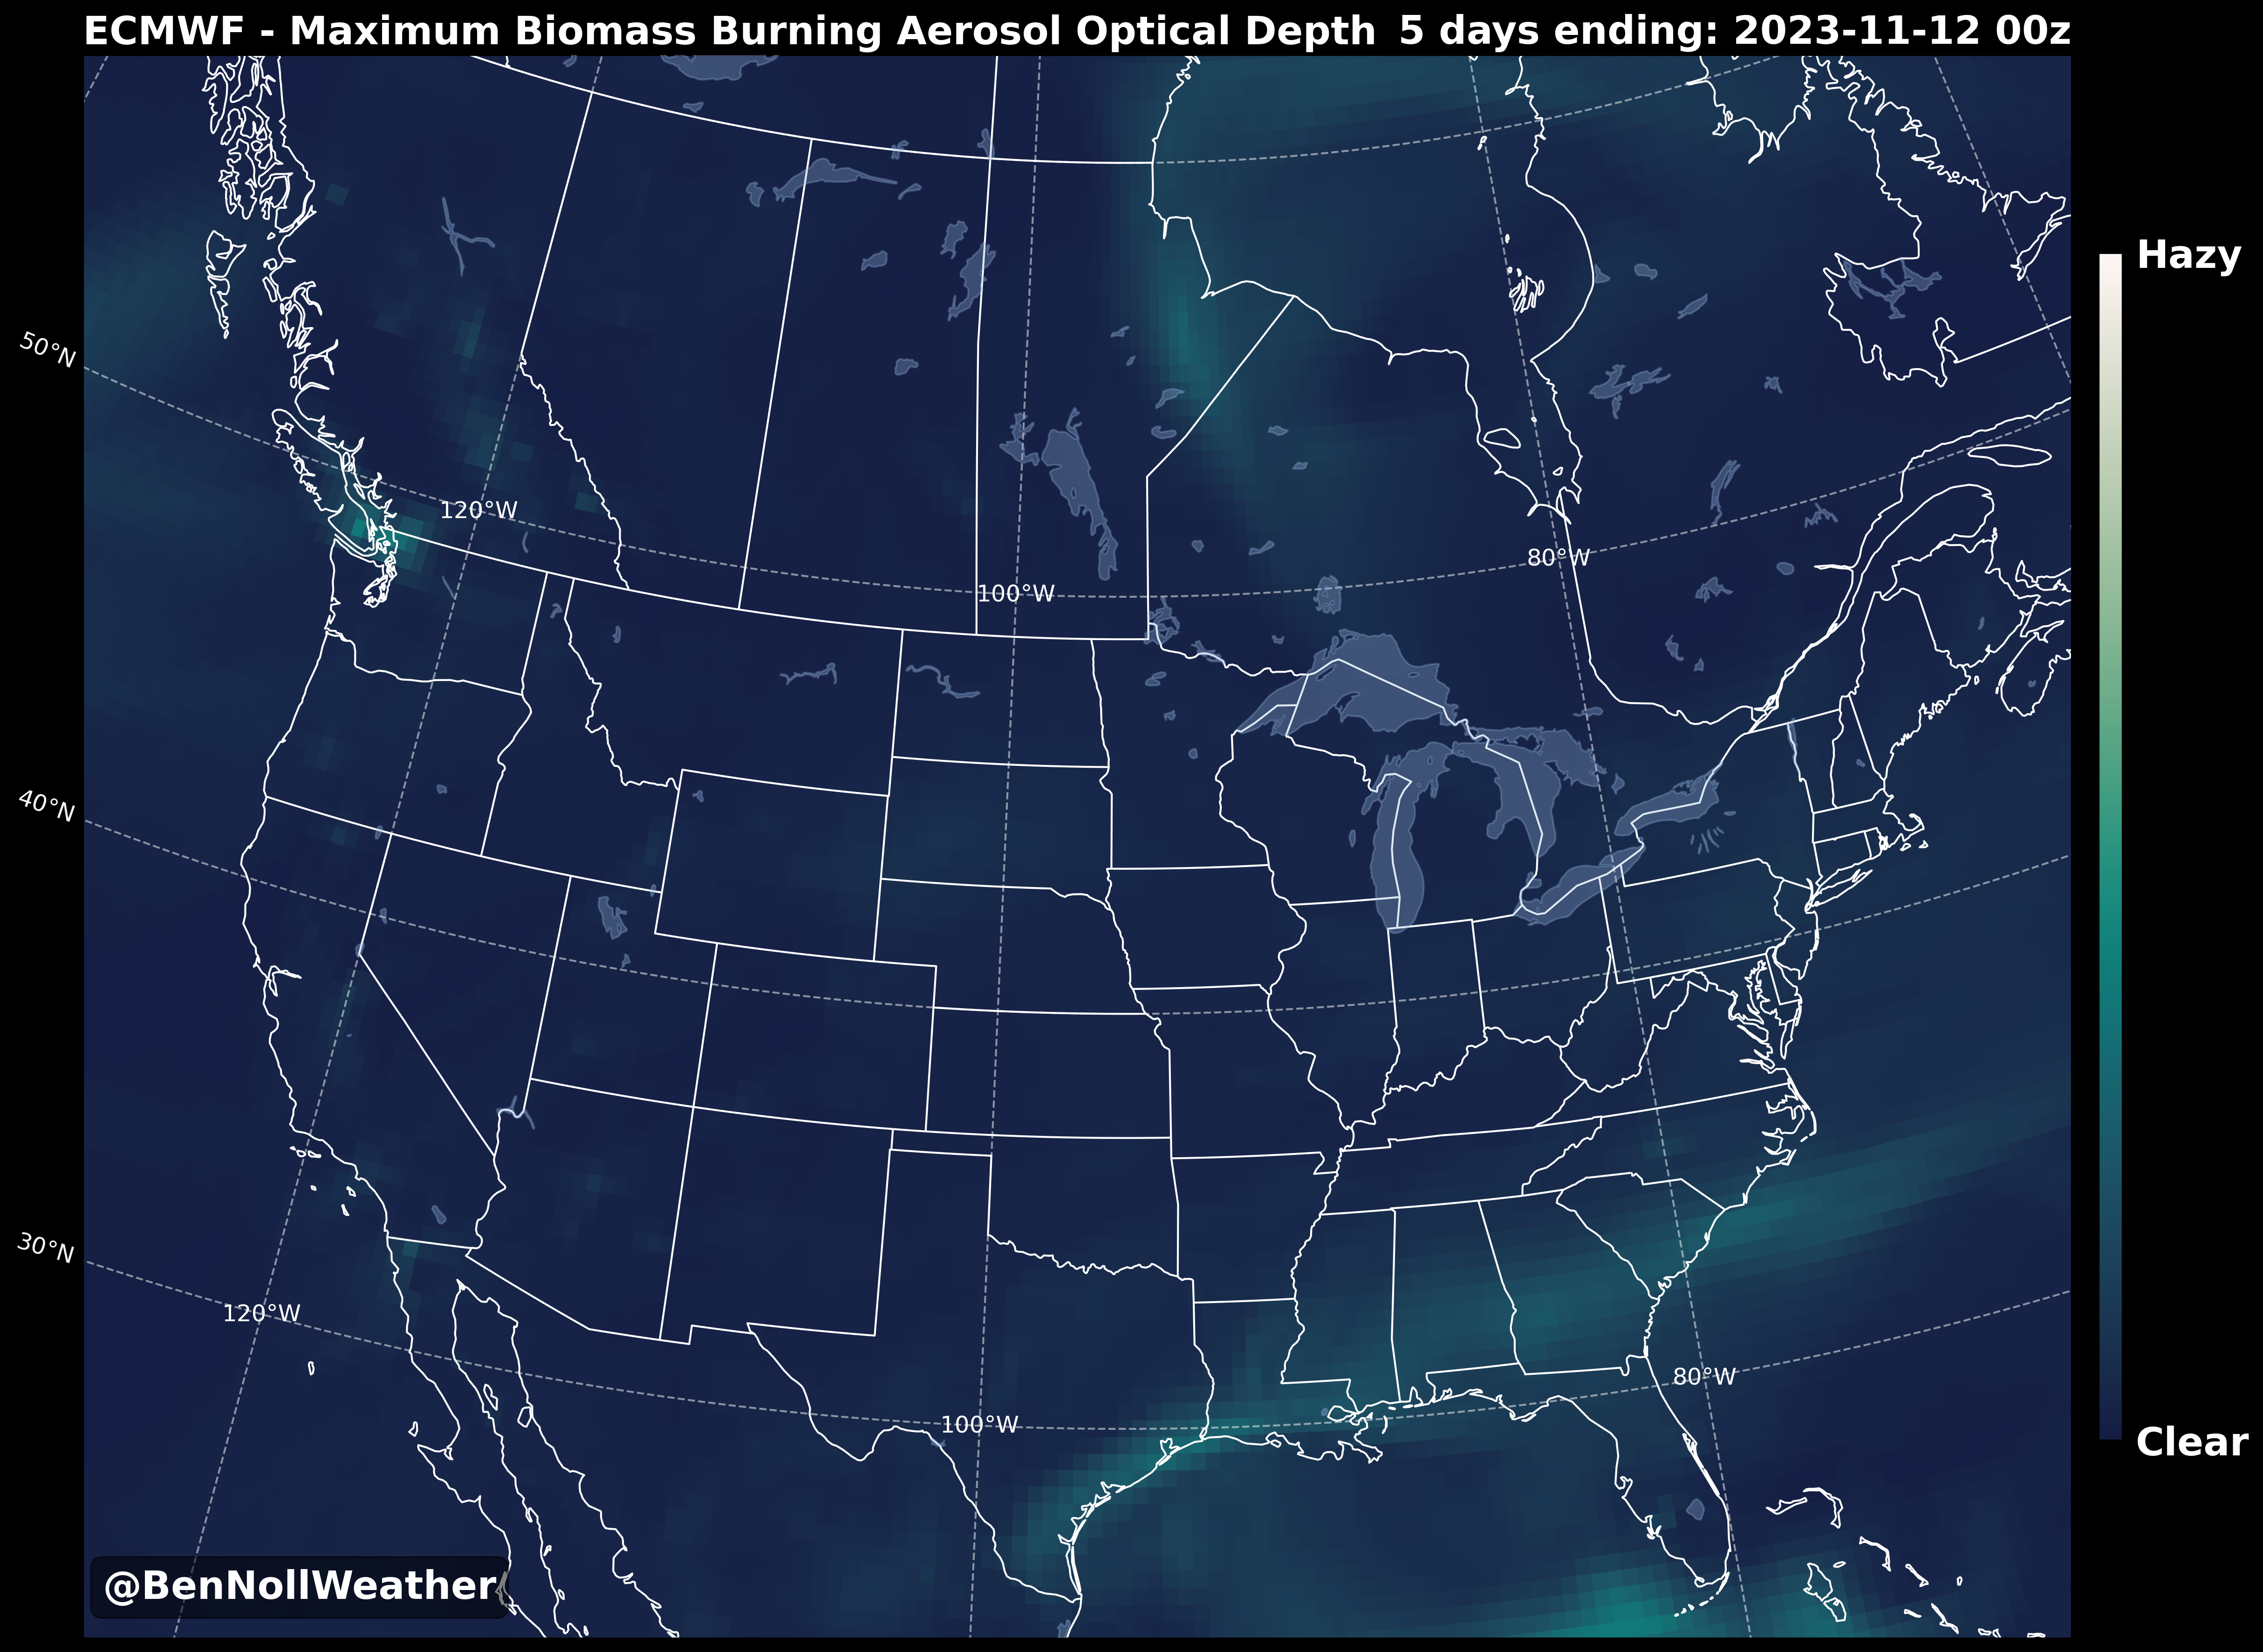 ECMWF - Maximum Biomass Burning Aerosol Optical Depth 5 days ending: 2023-11-12 00z
Hazy
50°N
120°W
80°W
100°W
40°N
30°N
120°W
80°W
100°W
Clear
@BenNollWeather